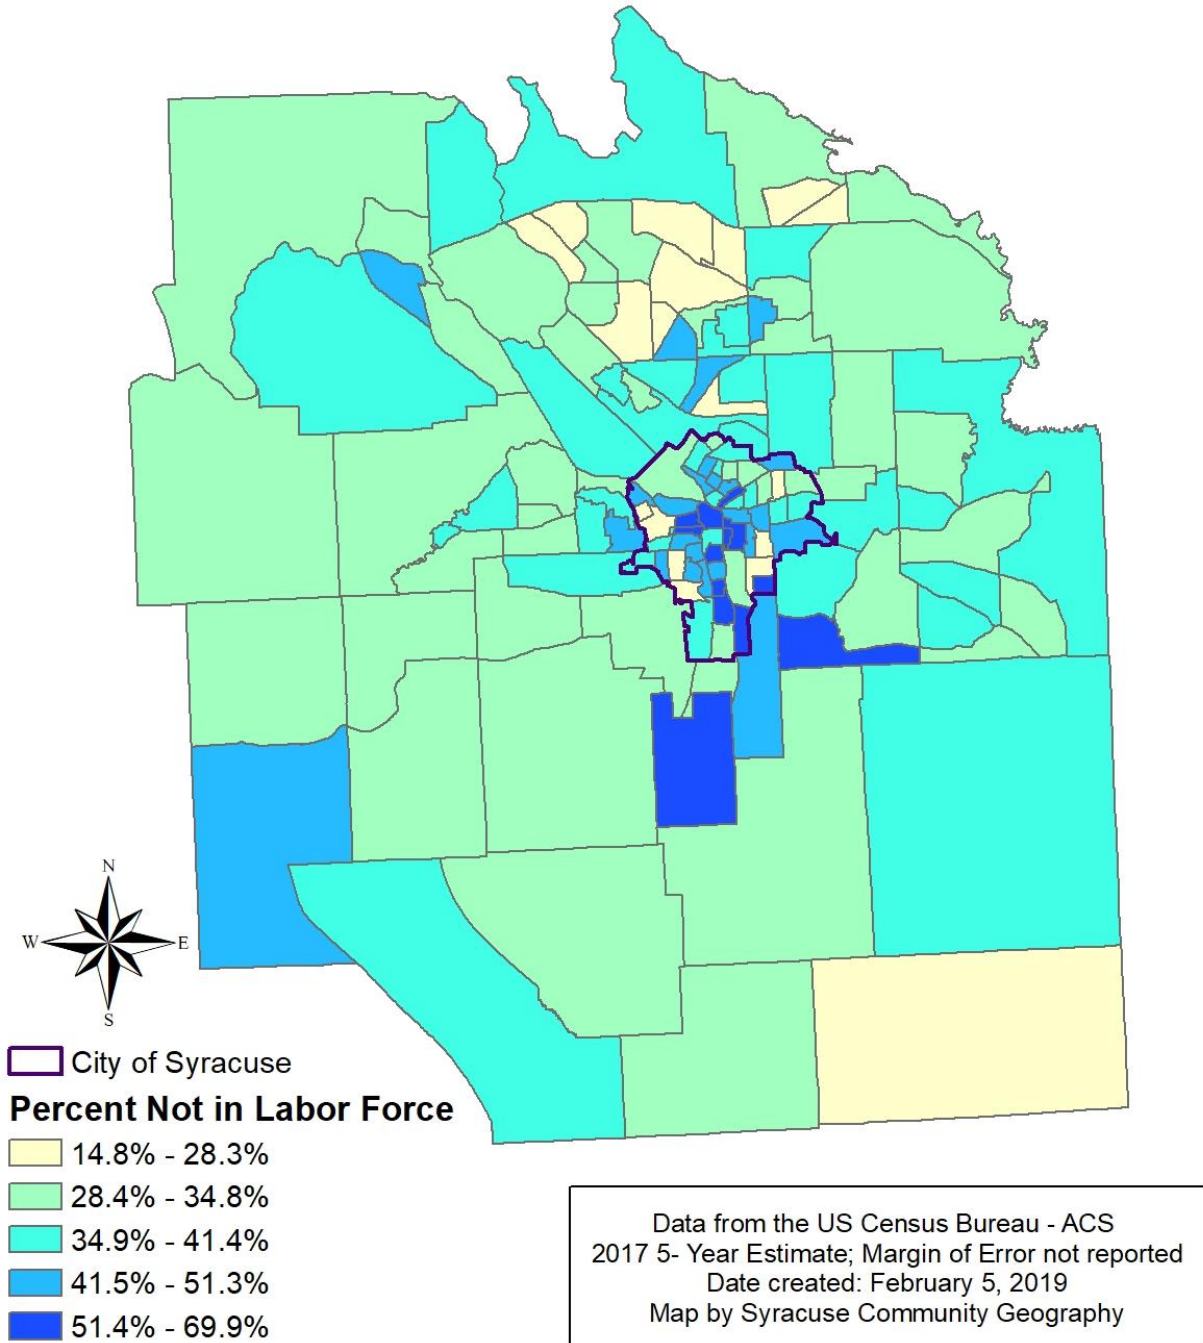 N
W
E
S
City of Syracuse
Percent Not in Labor Force
14.8% - 28.3%
28.4% - 34.8%
34.9% - 41.4%
41.5% - 51.3%
51.4% - 69.9%
Data from the US Census Bureau - ACS
2017 5- Year Estimate; Margin of Error not reported
Date created: February 5, 2019
Map by Syracuse Community Geography